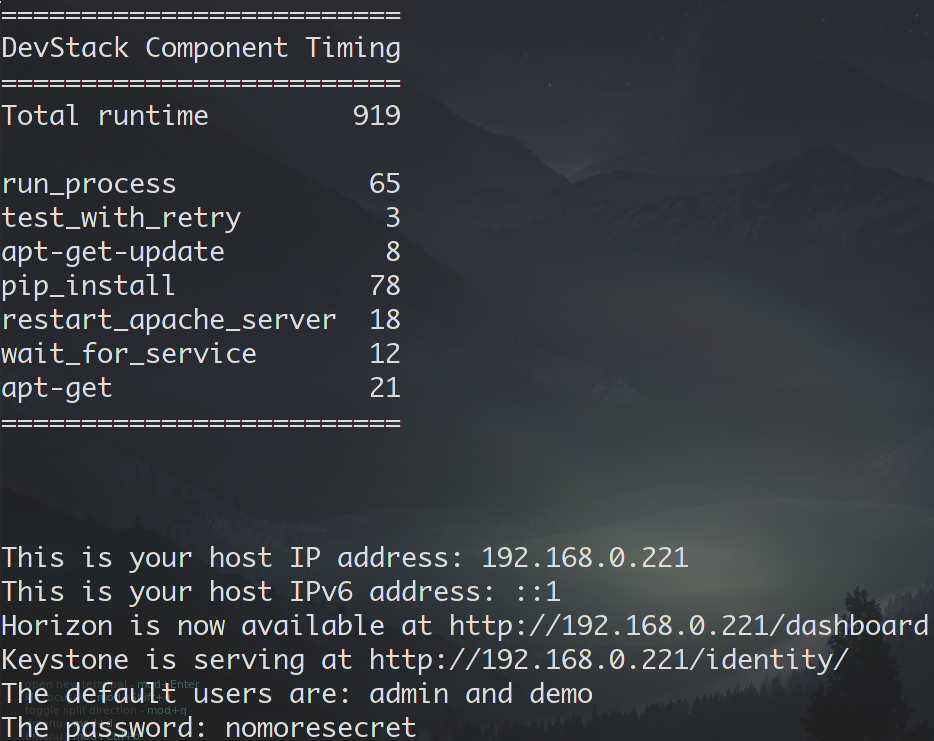 =========================
DevStack Component Timing
=========================
Total runtime         919
run_process            65
test_with_retry         3
apt-get-update          8
pip_install            78
restart_apache_server  18
wait_for_service       12
apt-get                21
=========================
This is your host IP address: 192.168.0.221
This is your host IPv6 address: ::1
Horizon is now available at http://192.168.0.221/dashboard
Keystone is serving at http://192.168.0.221/identity/
open new terminal - mod+Enter
The default users are: admin and demo
toggle split direction - mod+q
The password: nomoresecret